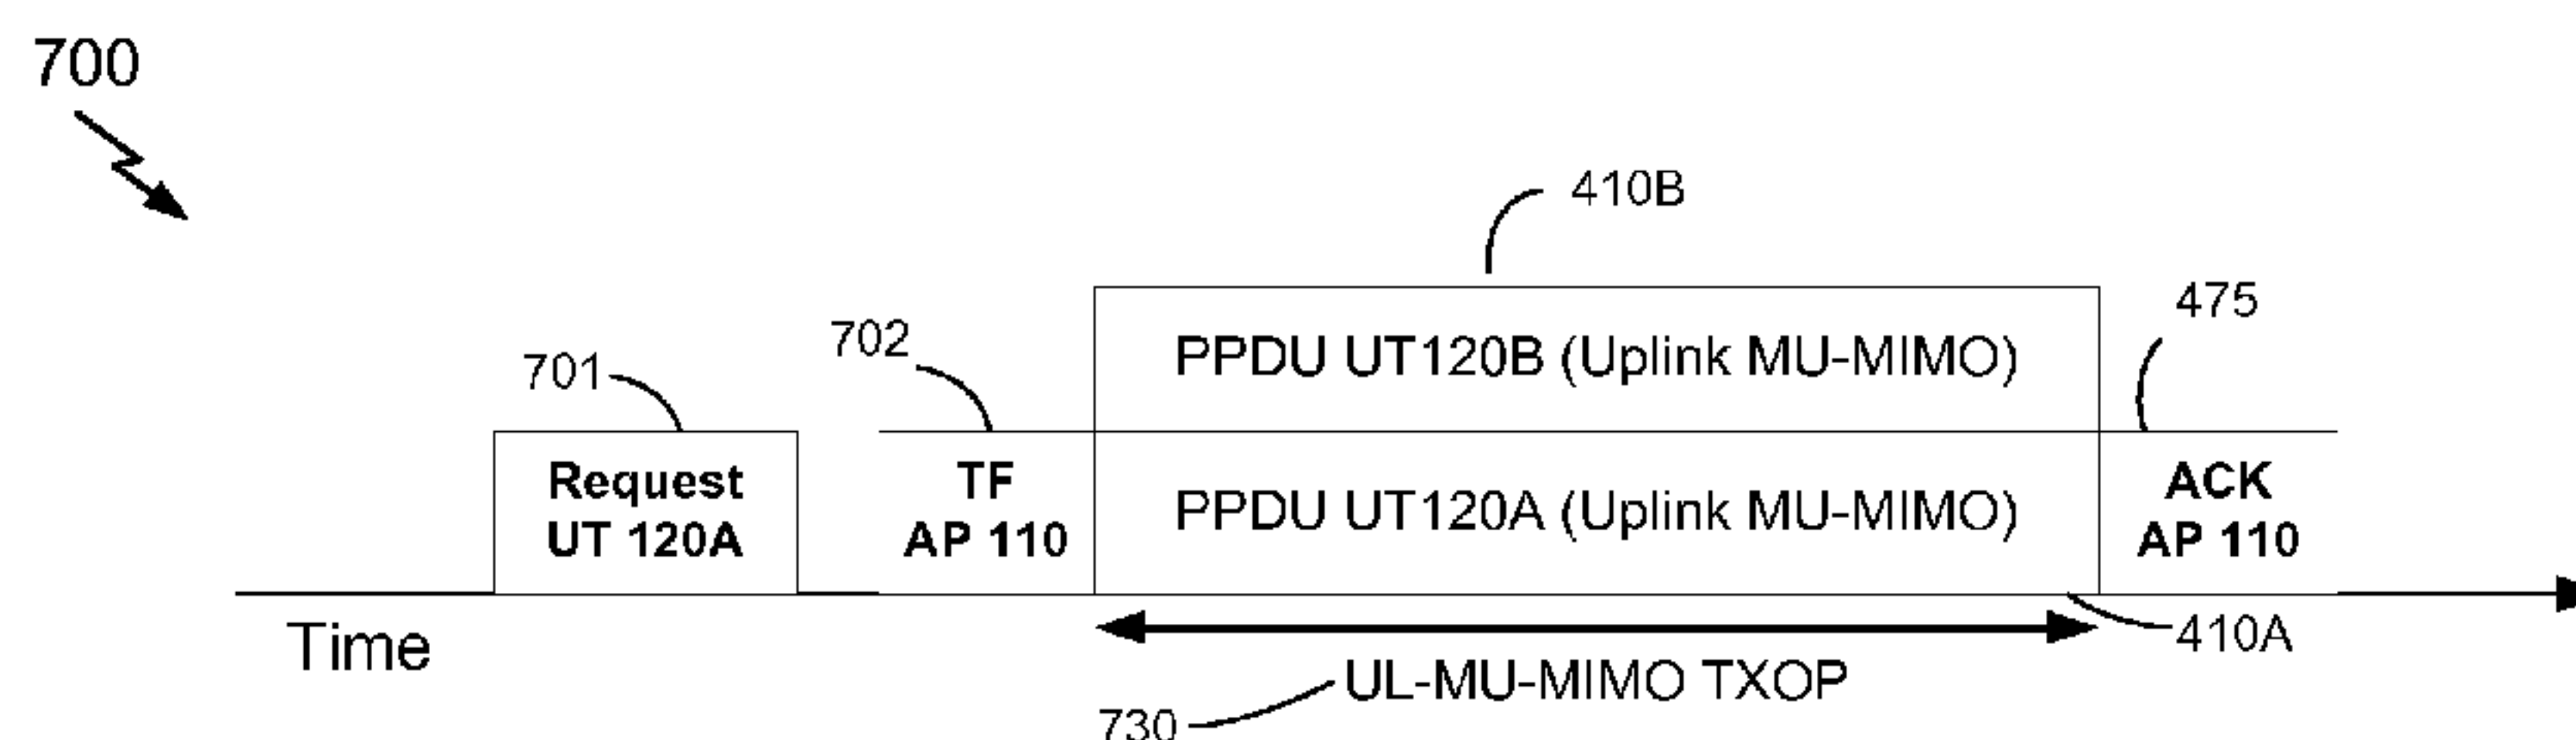 700
410B
475
702
PPDU UT120B (Uplink MU-MIMO)
701
Request
UT 120A
TF
AP 110
PPDU UT120A (Uplink MU-MIMO)
ACK
AP 110
Time
410A
UL-MU-MIMO TXOP
730